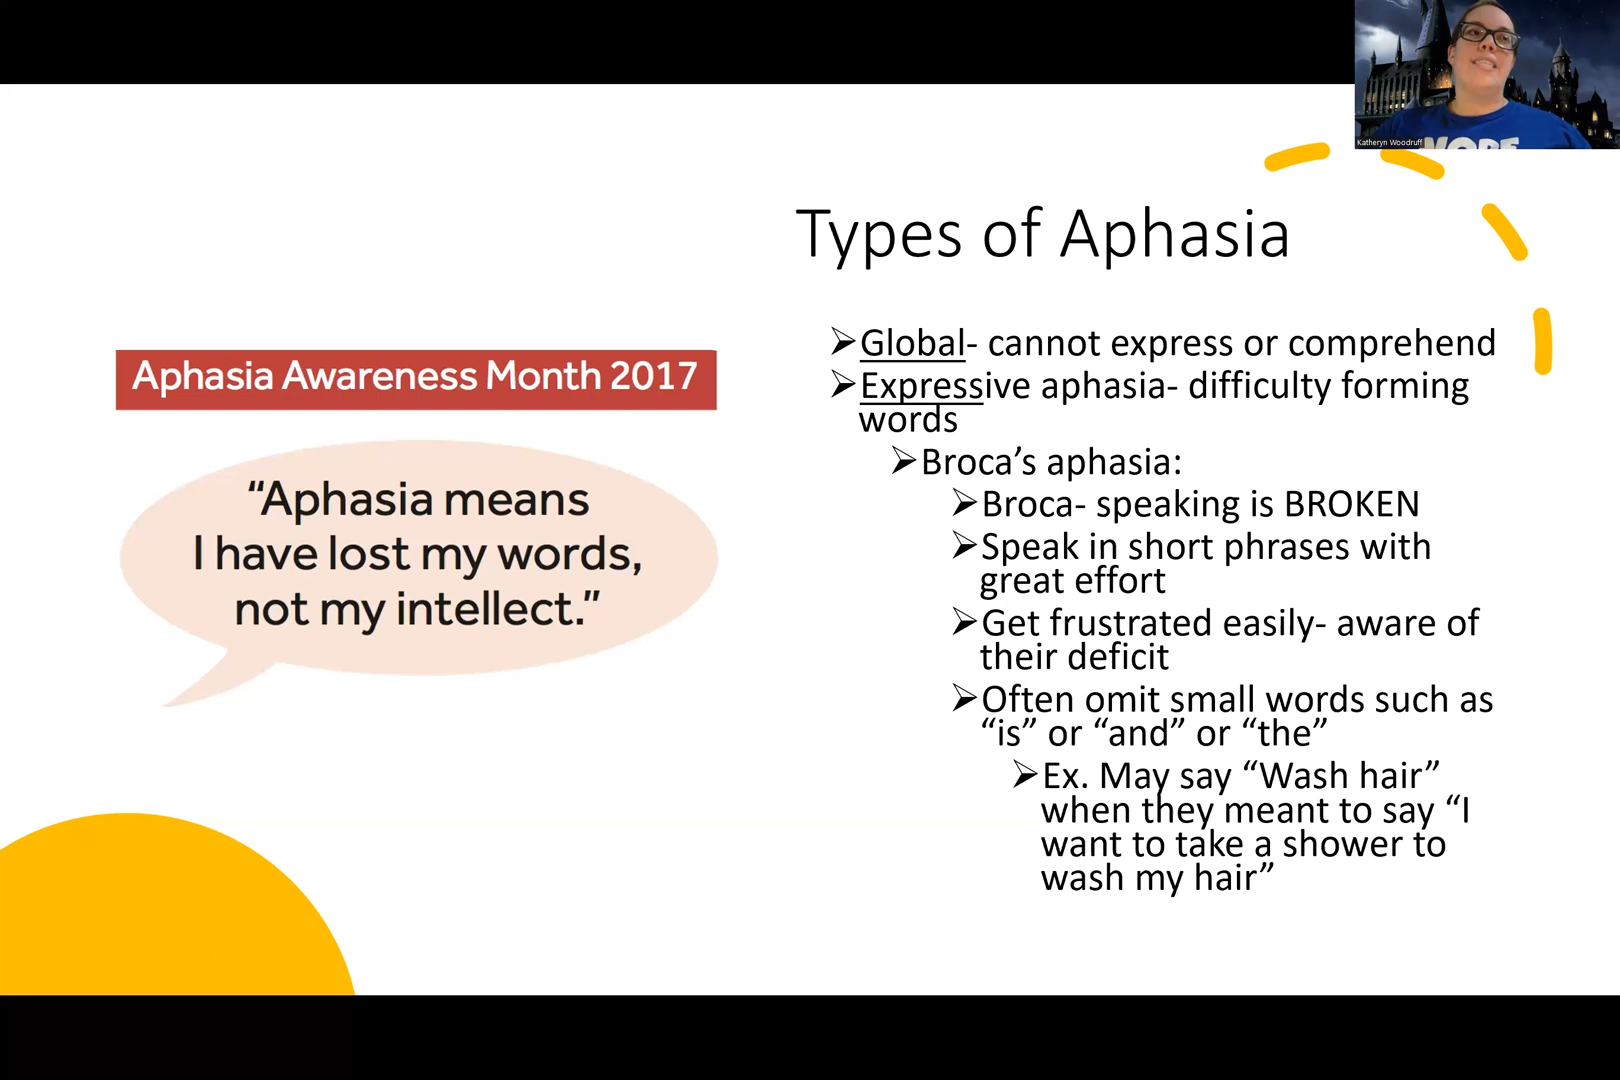 Katheryn Woodruff
MORE
Types of Aphasia
Aphasia Awareness Month 2017
“Aphasia means
I have lost my words,
not my intellect.”
➢Global- cannot express or comprehend
➢Expressive aphasia- difficulty forming
words
➢Broca’s aphasia:
➢Broca- speaking is BROKEN
➢Speak in short phrases with
great effort
➢Get frustrated easily- aware of
their deficit
➢Often omit small words such as
“is” or “and” or “the”
➢Ex. May say “Wash hair”
when they meant to say “I
want to take a shower to
wash my hair”